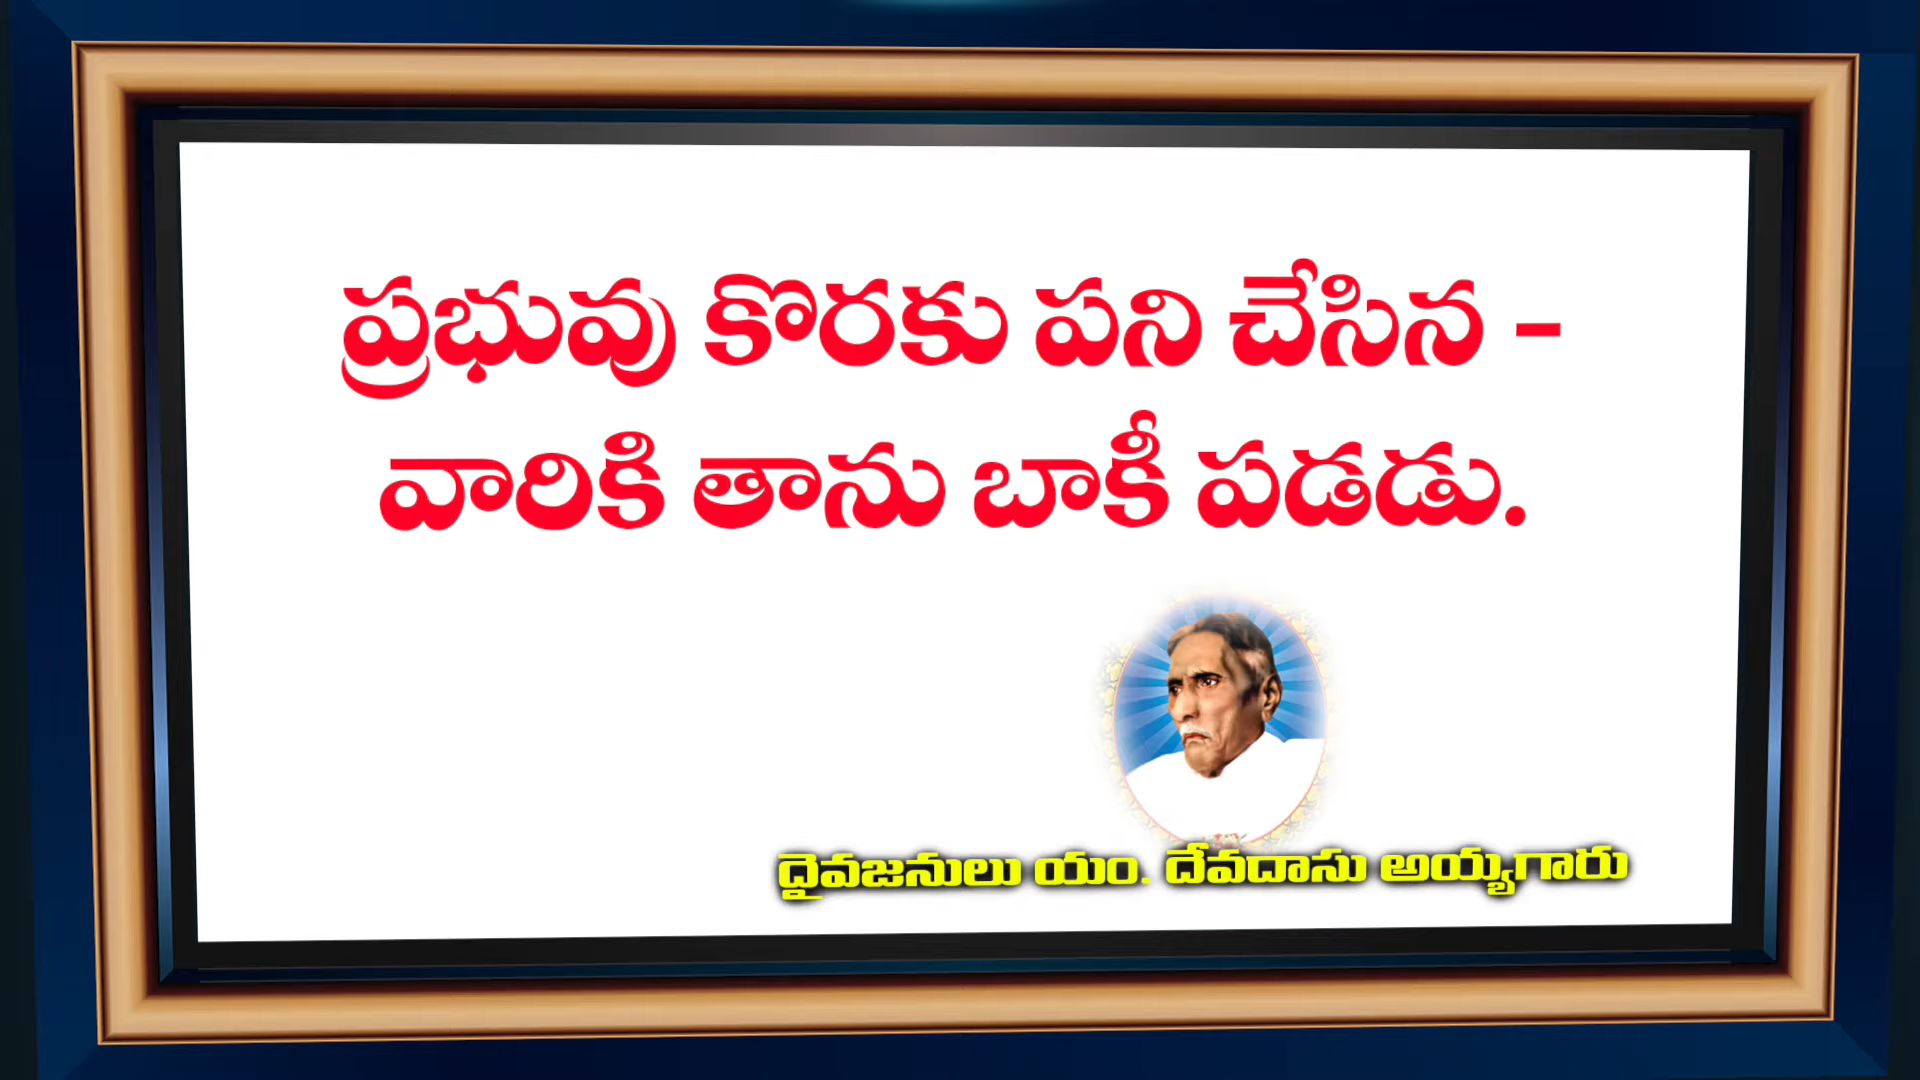 ప్రభువు కొరకు పని చేసిన -
వారికి తాను బాకీ పడడు.
దైవజనులు యం. దేవదాసు అయ్యగారు